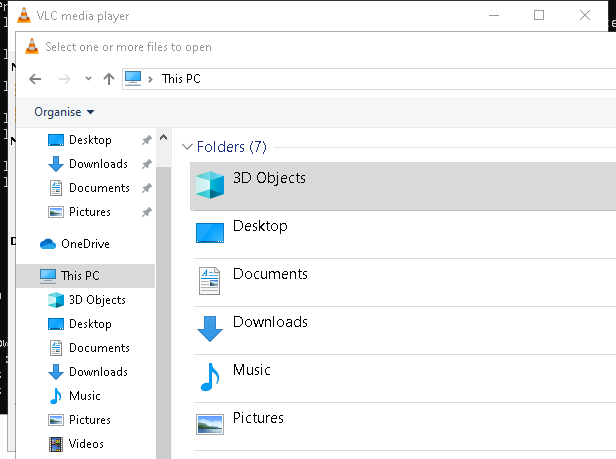 VLC media player
Select one or more files to open
This PC
Organise
Desktop
Downloads
Documents
Pictures
OneDrive
This PC
3D Objects
Desktop
Documents
Downloads
Music
Pictures
Videos
Folders (7)
3D Objects
Desktop
Documents
Downloads
Music
Pictures